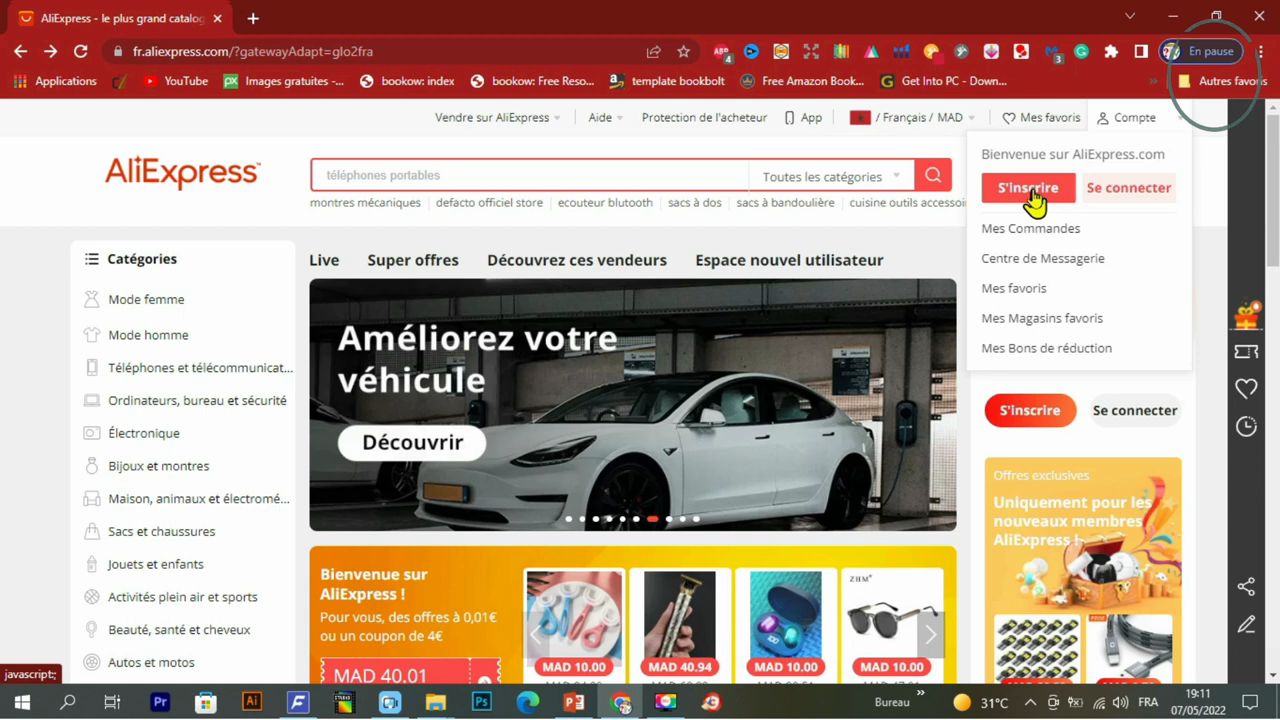 AliExpress - le plus grand catalog
fr.aliexpress.com/?gatewayAdapt=glo2fra
4
3
En pause
Applications
YouTube
Images gratuites -...
bookow: index
bookow: Free Reso...
template bookbolt
Free Amazon Book...
Get Into PC - Down...
»
Autres favoris
Vendre sur AliExpress
Aide
Protection de l'acheteur
App
/ Français / MAD
Mes favoris
Compte
AliExpress™
téléphones portables
Toutes les catégories
montres mécaniques
defacto officiel store
ecouteur blutooth
sacs à dos
sacs à bandoulière
cuisine outils accessoi
Bienvenue sur AliExpress.com
S'inscrire
Se connecter
Mes Commandes
Centre de Messagerie
Mes favoris
Mes Magasins favoris
Mes Bons de réduction
Catégories
Mode femme
Mode homme
Téléphones et télécommunicat...
Ordinateurs, bureau et sécurité
Électronique
Bijoux et montres
Maison, animaux et électromé...
Sacs et chaussures
Jouets et enfants
Activités plein air et sports
Beauté, santé et cheveux
Autos et motos
Live
Super offres
Découvrez ces vendeurs
Espace nouvel utilisateur
Améliorez votre
véhicule
Découvrir
S'inscrire
Se connecter
Offres exclusives
Uniquement pour les
nouveaux membres
AliExpress !
Bienvenue sur
AliExpress !
Pour vous, des offres à 0,01€
ou un coupon de 4€
MAD 40.01
ZHM
MAD 10.00
MAD 40.94
MAD 10.00
MAD 10.00
javascript:;
Pr
Ai
Ps
Bureau
»
31°C
FRA
19:11
07/05/2022